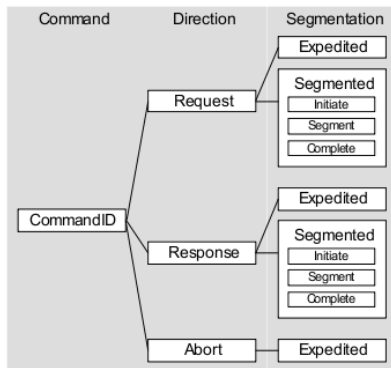 Command Direction Segmentation
Expedited
Segmented
Request
Initiate
Segment
Complete
Expedited
CommandID
Segmented
Response
Initiate
Segment
Complete
Abort Expedited